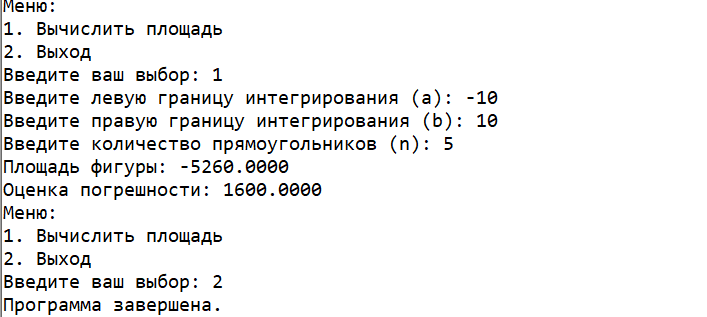 Меню:
1. Вычислить площадь
2. Выход
Введите ваш выбор: 1
Введите левую границу интегрирования (a): -10
Введите правую границу интегрирования (b): 10
Введите количество прямоугольников (n): 5
Площадь фигуры: -5260.0000
Оценка погрешности: 1600.0000
Меню:
1. Вычислить площадь
2. Выход
Введите ваш выбор: 2
Программа завершена.